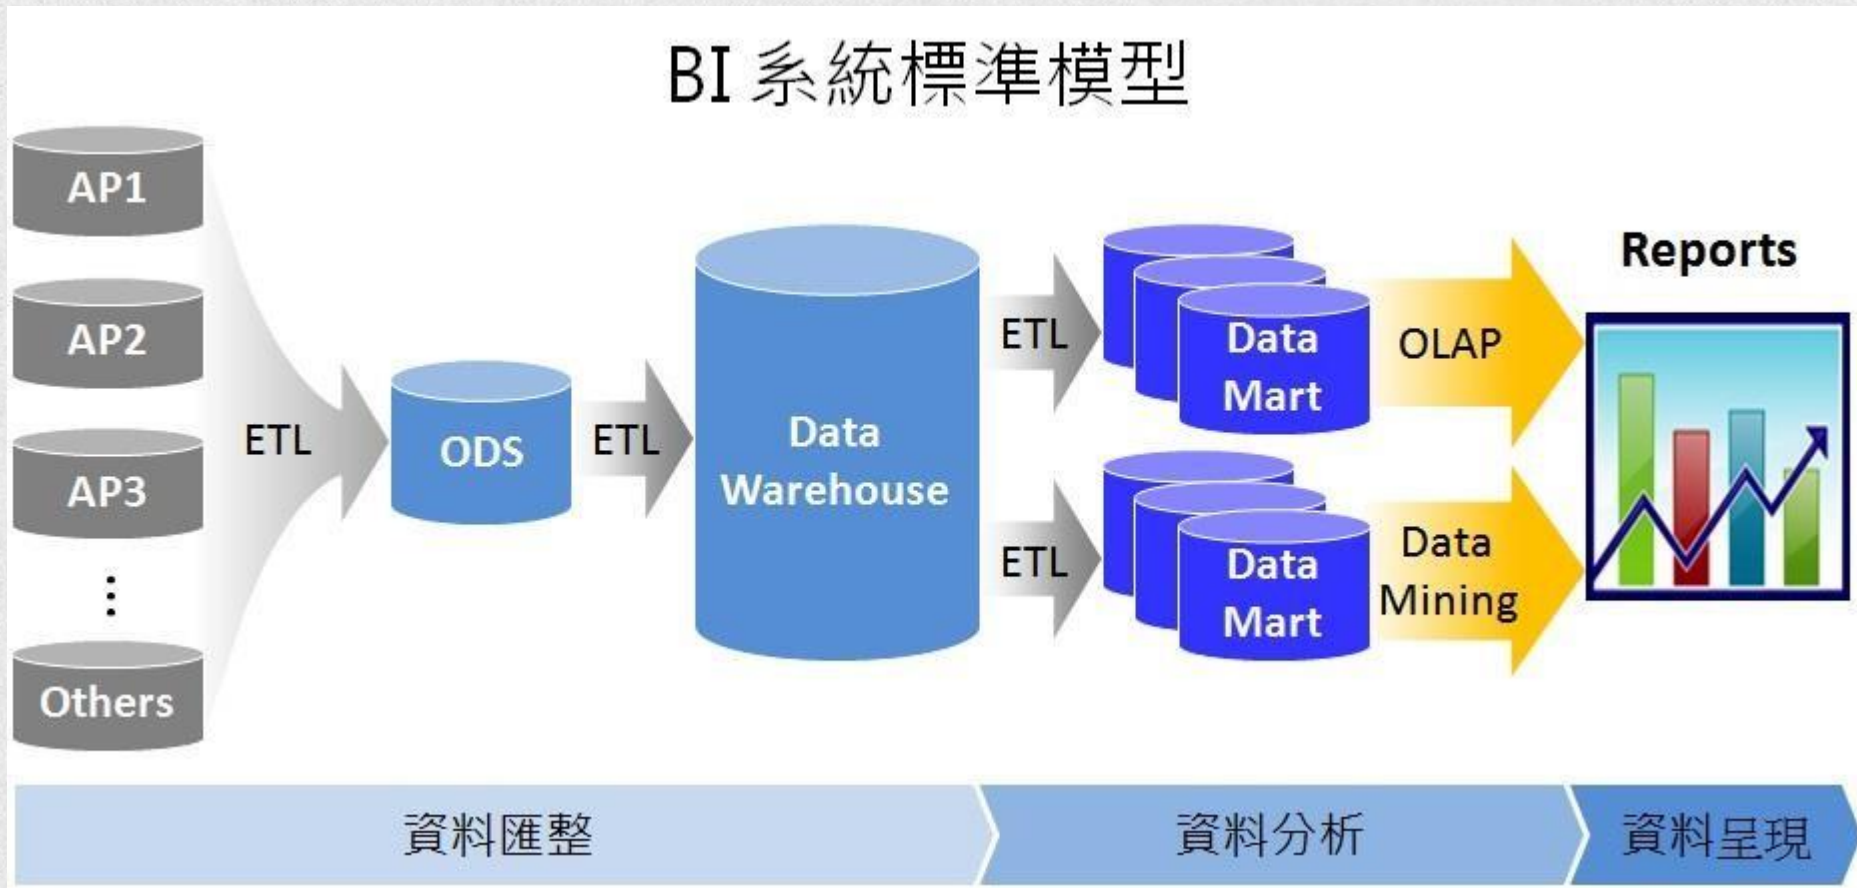 BI 系統標準模型
AP1
AP2
AP3
⋮
Others
ETL
ODS
ETL
Data
Warehouse
ETL
Data
Mart
OLAP
ETL
Data
Mart
Data
Mining
Reports
資料匯整
資料分析
資料呈現